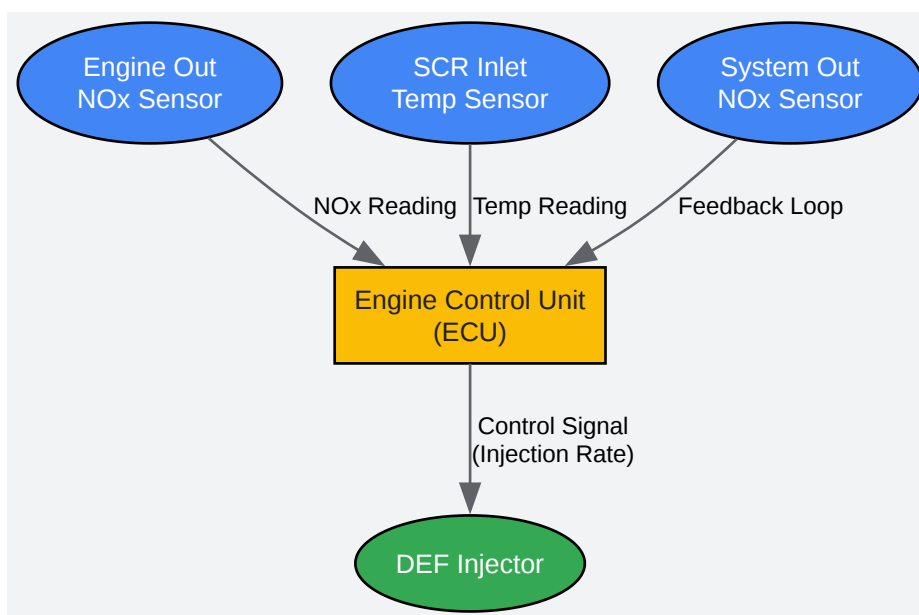 Engine Out
NOx Sensor
SCR Inlet
Temp Sensor
System Out
NOx Sensor
NOx Reading
Temp Reading
Feedback Loop
Engine Control Unit
(ECU)
Control Signal
(Injection Rate)
DEF Injector